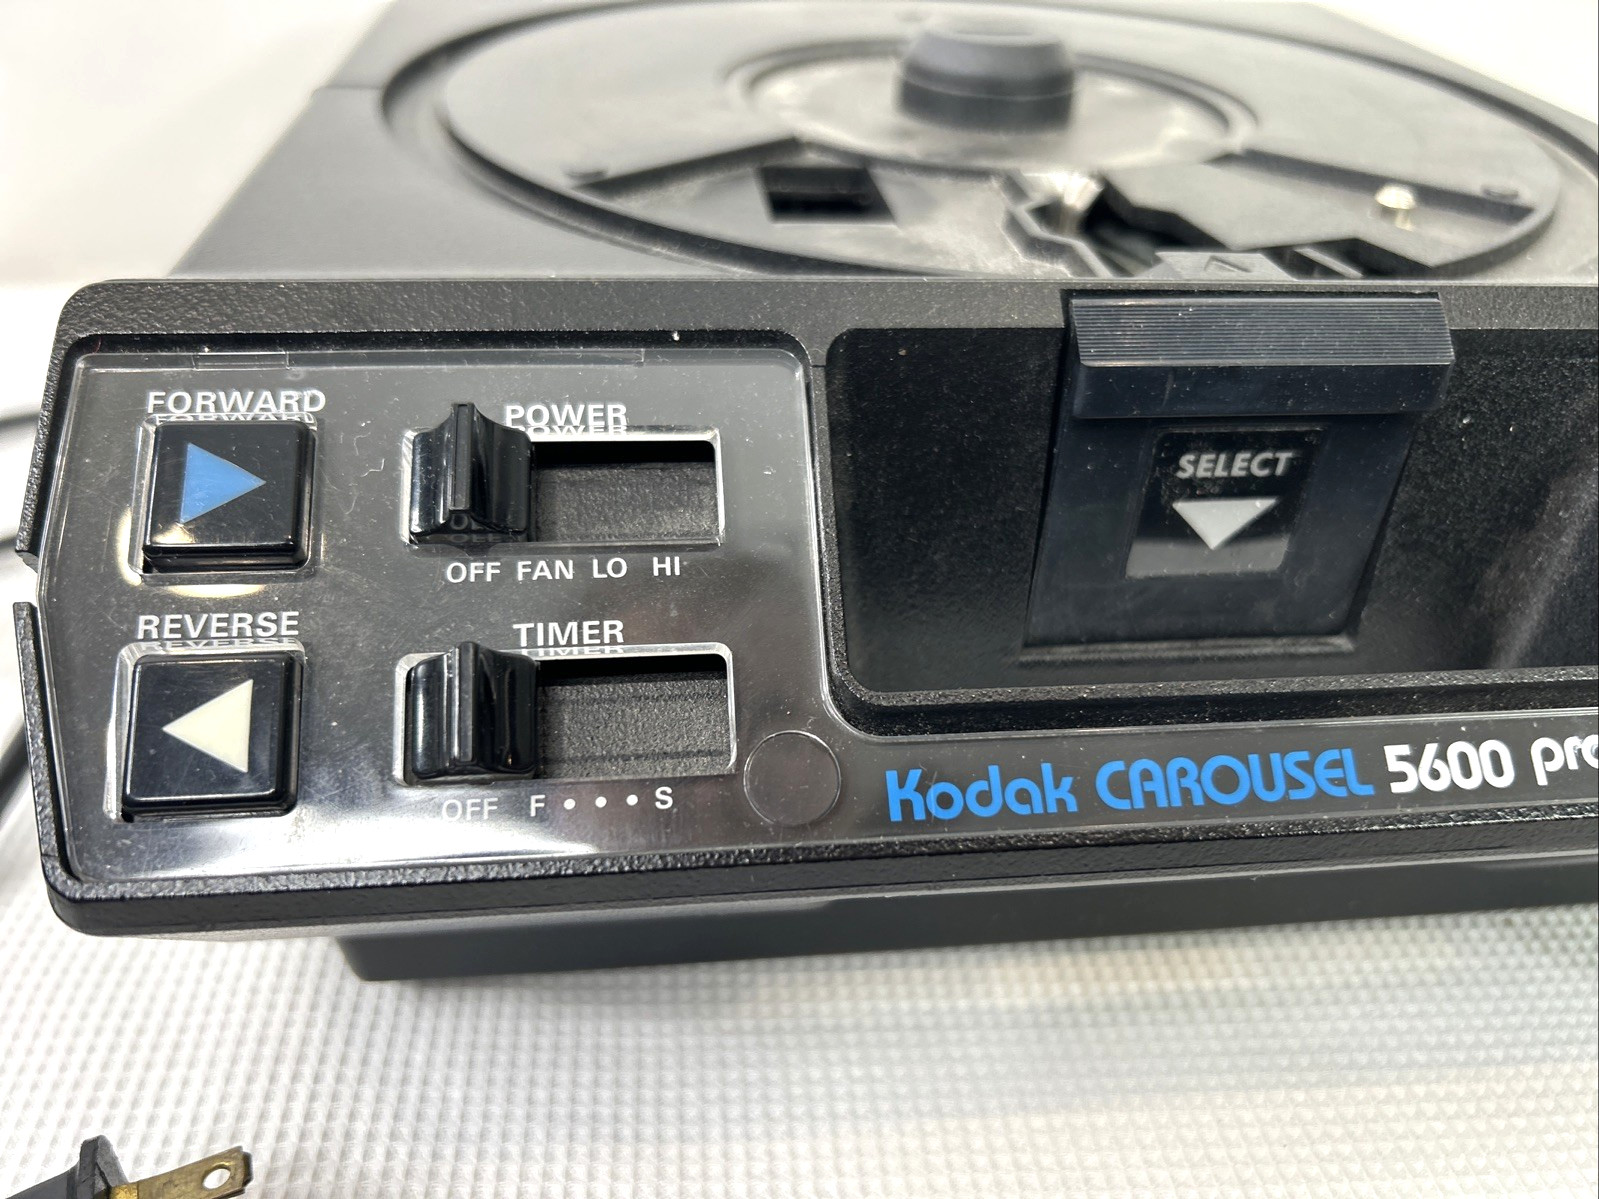 FORWARD
POWER
OFF FAN LO HI
REVERSE
TIMER
OFF F • • • S
SELECT
Kodak CAROUSEL 5600